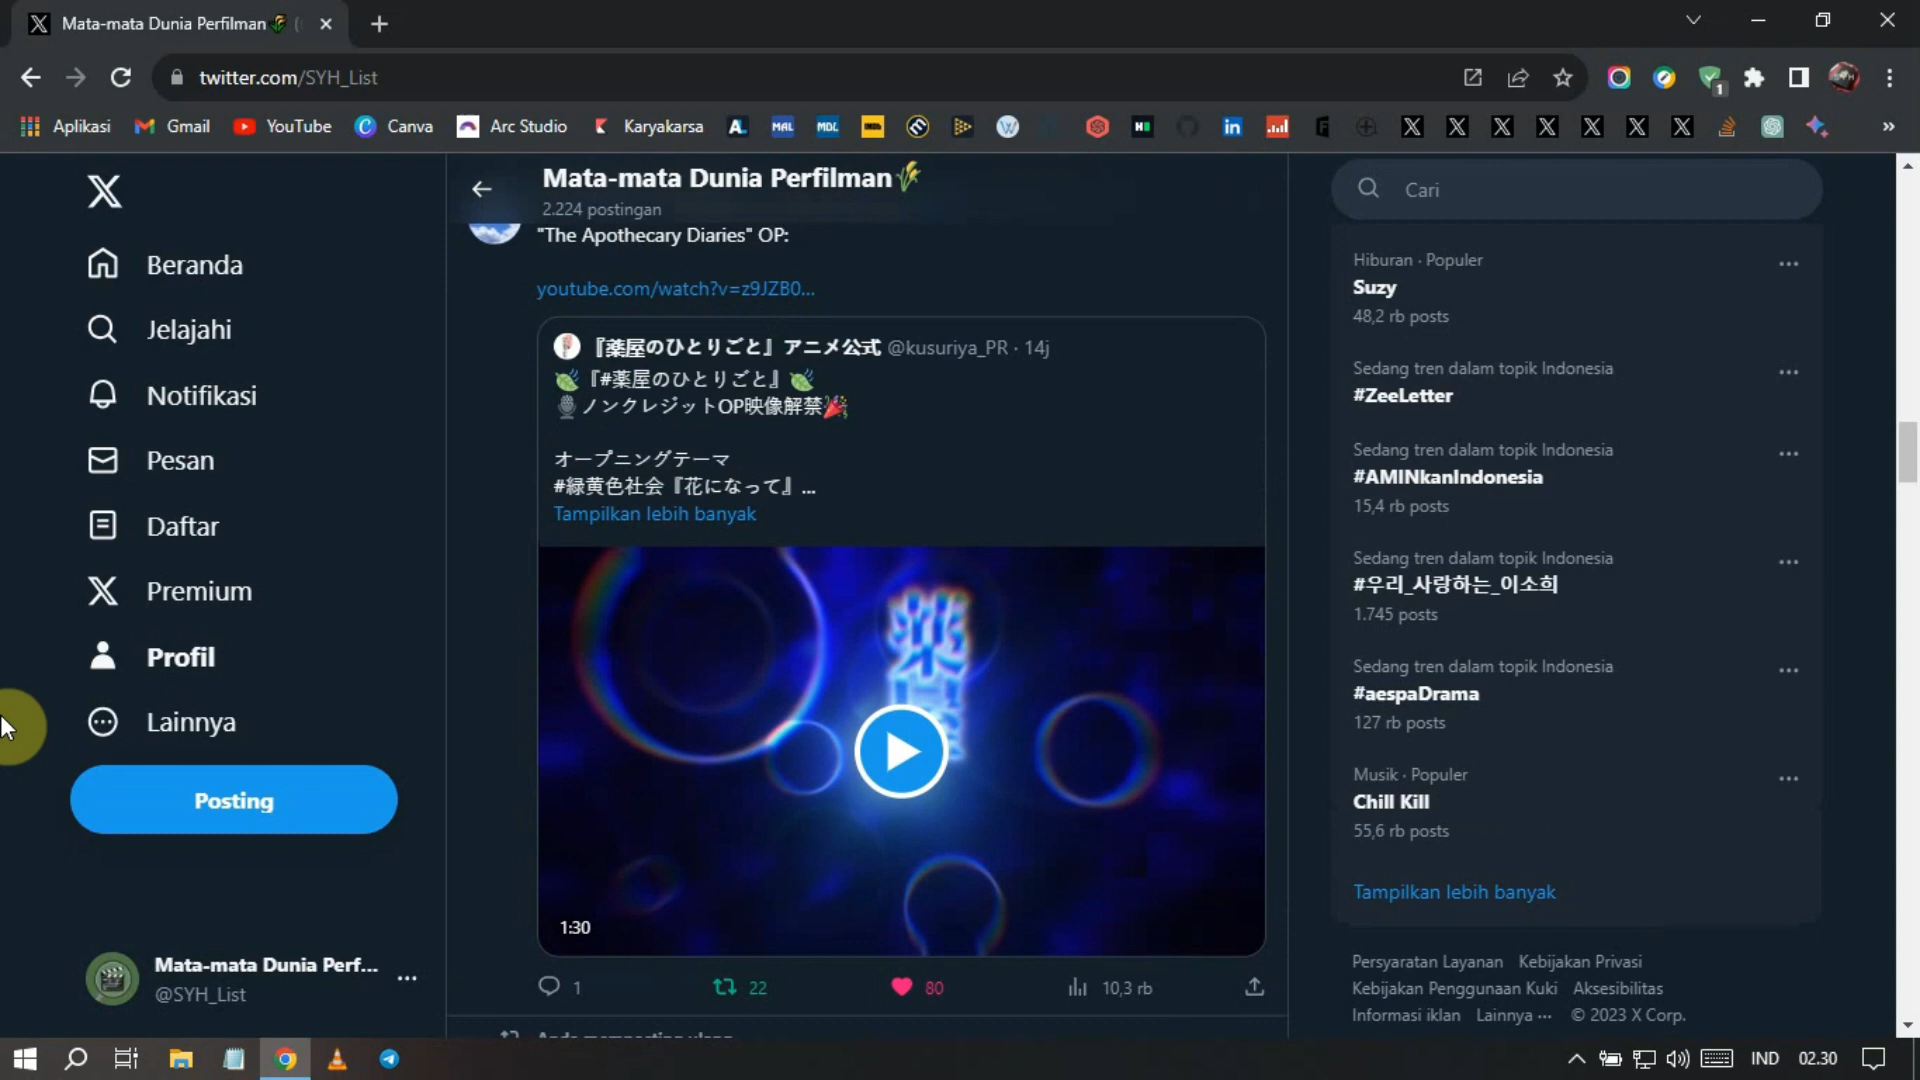 Mata-mata Dunia Perfilman🌾 (
twitter.com/SYH_List
1
Aplikasi
Gmail
YouTube
Canva
Arc Studio
Karyakarsa
A.
MAL
MDL
in
»
Mata-mata Dunia Perfilman🌾
2.224 postingan
Beranda
Jelajahi
Notifikasi
Pesan
Daftar
Premium
Profil
Lainnya
Posting
Mata-mata Dunia Perf...
@SYH_List
"The Apothecary Diaries" OP:
youtube.com/watch?v=z9JZB0...
『薬屋のひとりごと』アニメ公式 @kusuriya_PR · 14j
🍃『#薬屋のひとりごと』🍃
🎙ノンクレジットOP映像解禁🎉
オープニングテーマ
#緑黄色社会『花になって』...
Tampilkan lebih banyak
薬
1:30
1
22
80
10,3 rb
Cari
Hiburan · Populer
Suzy
48,2 rb posts
Sedang tren dalam topik Indonesia
#ZeeLetter
Sedang tren dalam topik Indonesia
#AMINkanIndonesia
15,4 rb posts
Sedang tren dalam topik Indonesia
#우리_사랑하는_이소희
1.745 posts
Sedang tren dalam topik Indonesia
#aespaDrama
127 rb posts
Musik · Populer
Chill Kill
55,6 rb posts
Tampilkan lebih banyak
Persyaratan Layanan Kebijakan Privasi
Kebijakan Penggunaan Kuki Aksesibilitas
Informasi iklan Lainnya ··· © 2023 X Corp.
IND
02.30